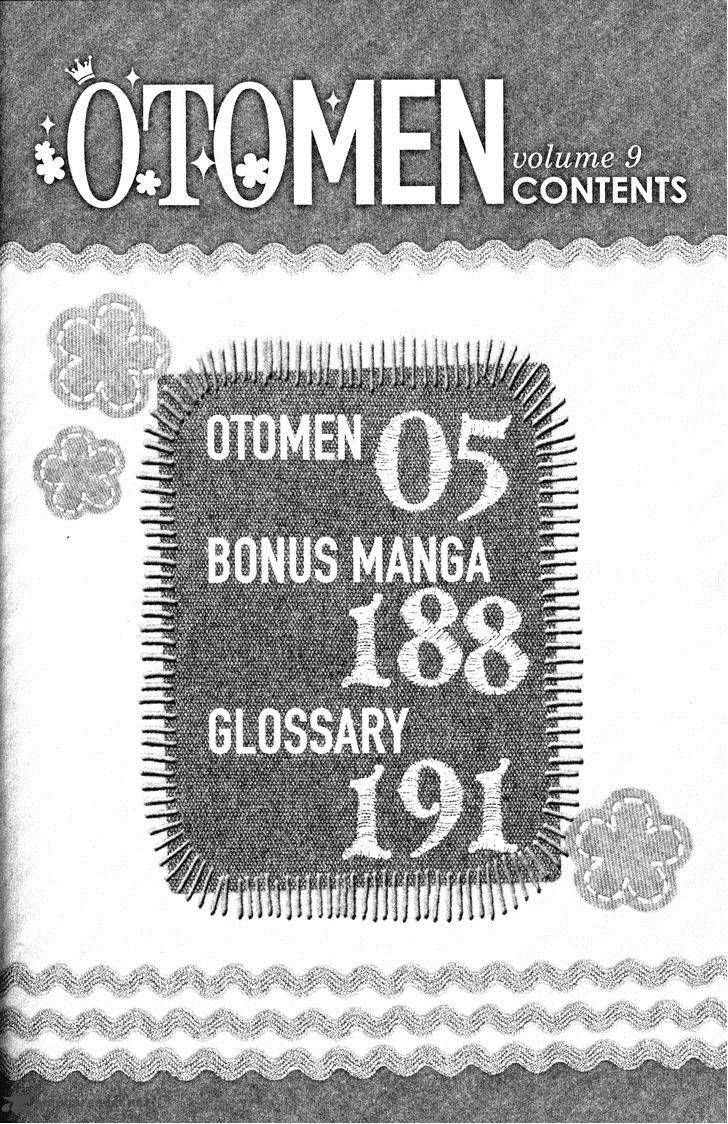 OTOMEN
volume 9
CONTENTS
OTOMEN 05
BONUS MANGA
188
GLOSSARY
191